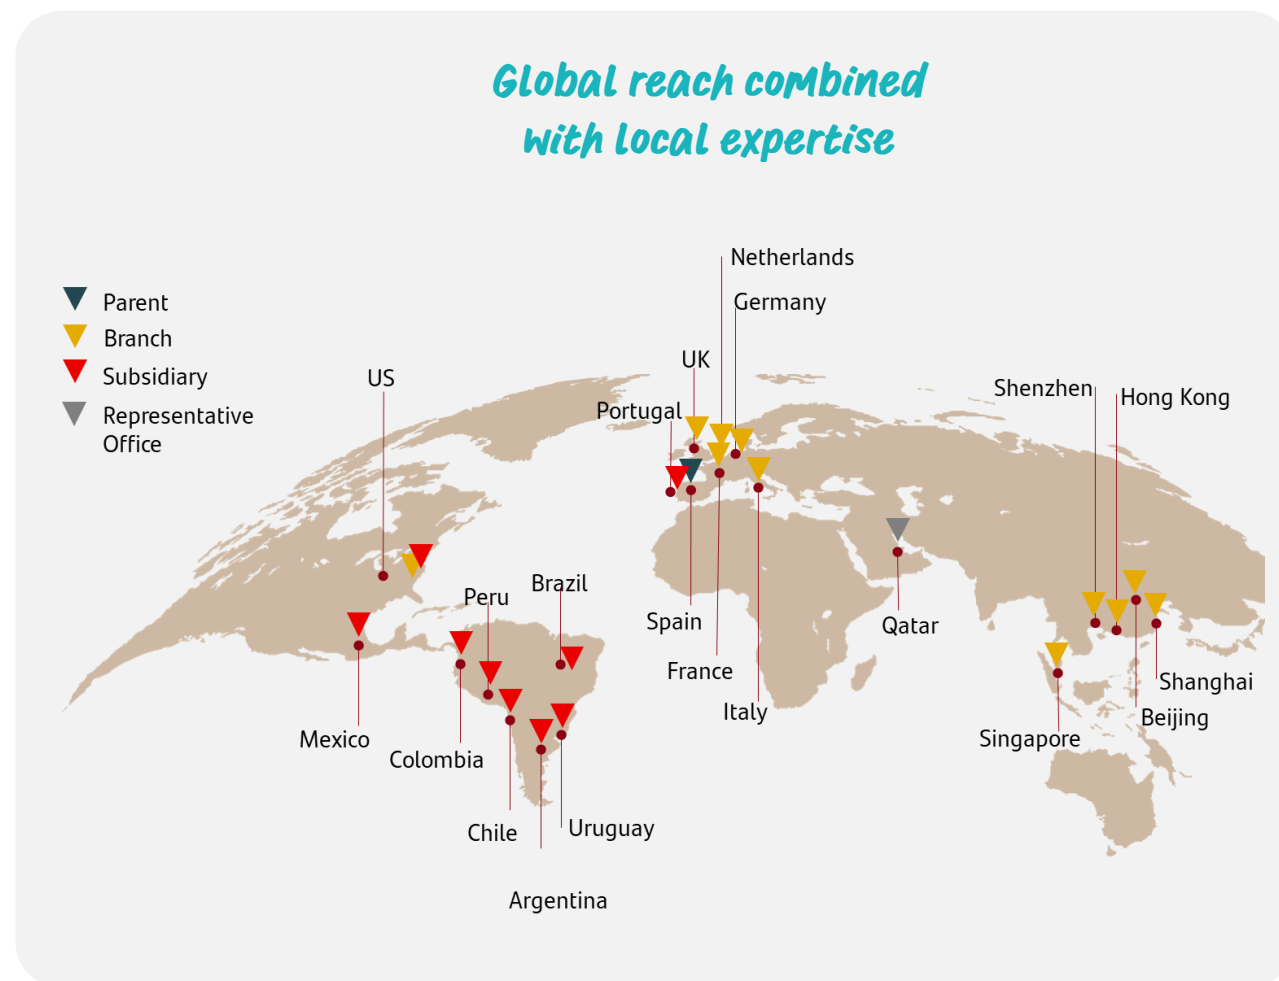 Global reach combined
with local expertise
Netherlands
Germany
Parent
Branch
Subsidiary
Representative
Office
US
UK
Portugal
Shenzhen
Hong Kong
Brazil
Peru
Spain
Qatar
France
Shanghai
Italy
Beijing
Mexico
Singapore
Colombia
Chile
Uruguay
Argentina